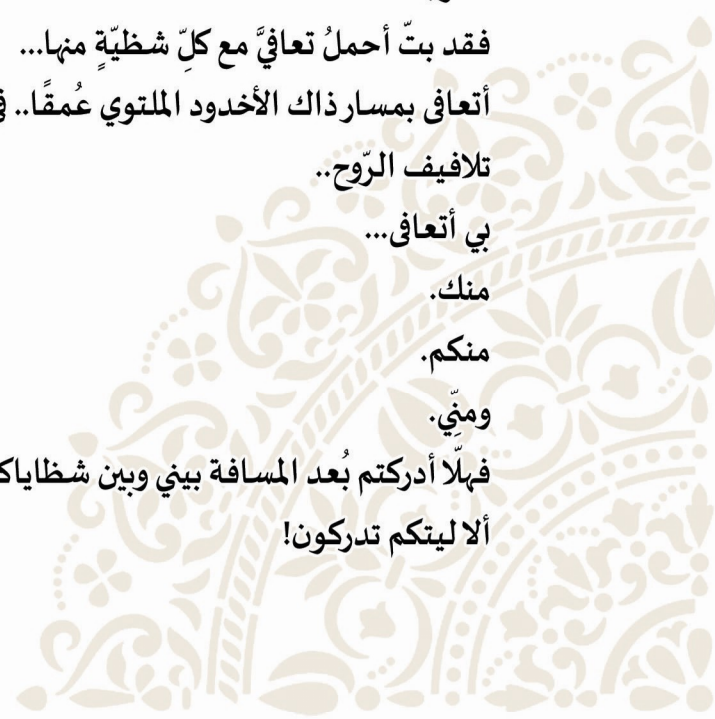 فقد بتّ أحملُ تعافيَّ مع كلِّ شظيّةٍ منها...
أتعافى بمسار ذاك الأخدود الملتوي عُمقًا..
تلافيف الرّوح..
بي أتعافى...
منك.
منكم.
ومنِّي.
فهلّا أدركتم بُعد المسافة بيني وبين
ألا ليتكم تدركون!